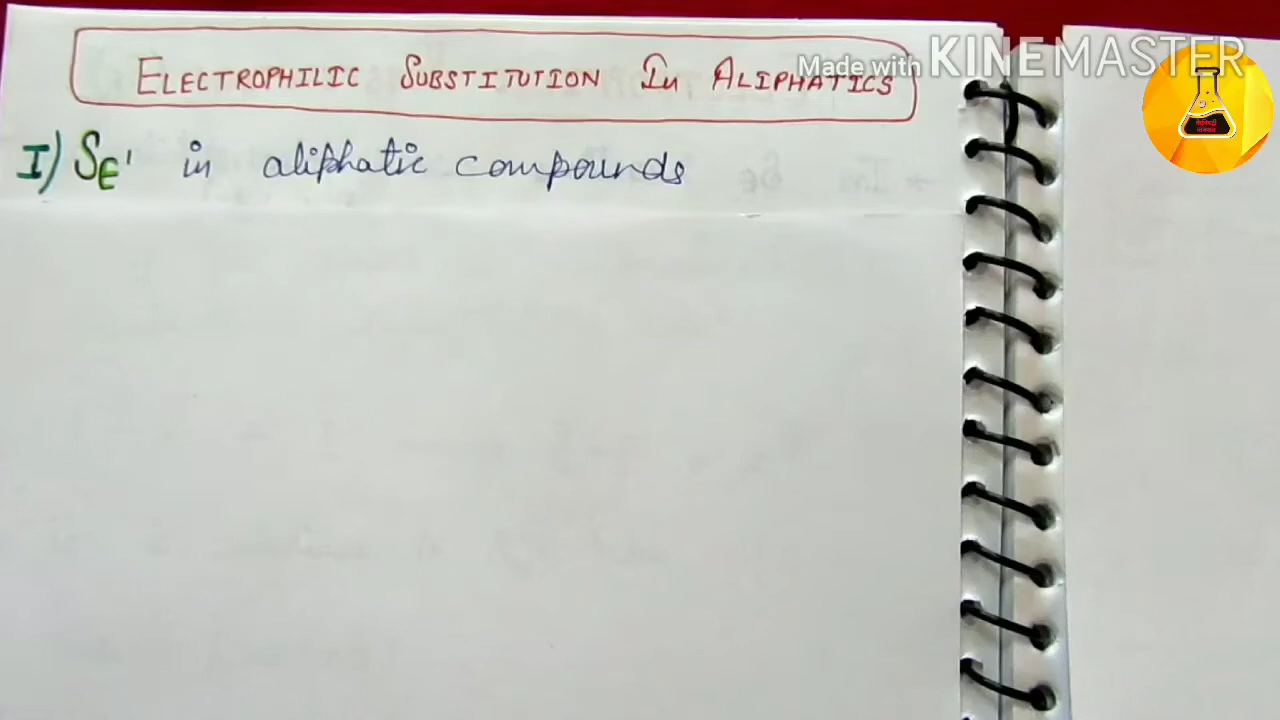 ELECTROPHILIC SUBSTITUTION In ALIPHATICS
Made with KINEMASTER
I) SE' in aliphatic compounds